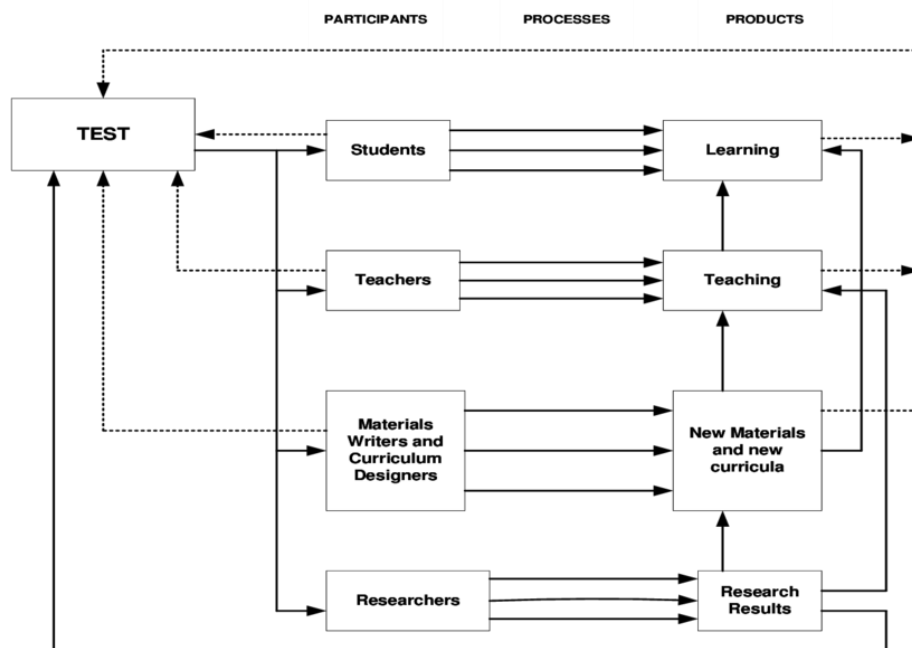 PARTICIPANTS PROCESSES PRODUCTS
TEST
Students
Learning
Teachers
Teaching
Materials
Writers and
Curriculum
Designers
New Materials
and new
curricula
Researchers
Research
Results